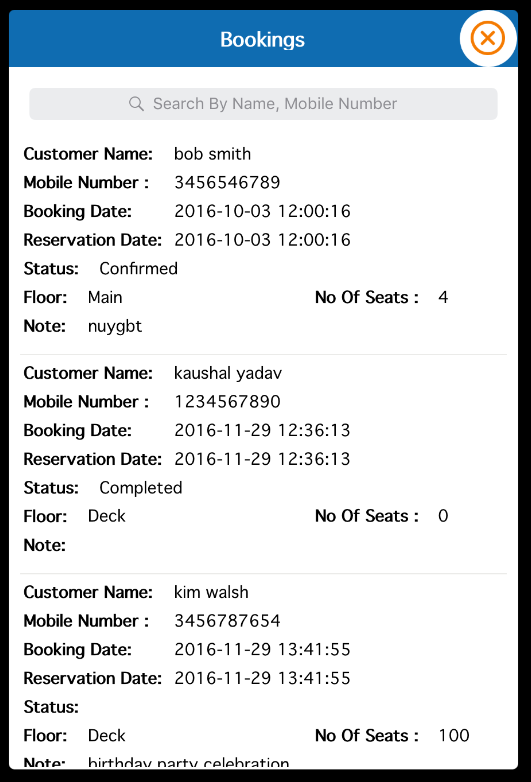 Bookings
Search By Name, Mobile Number
Customer Name: bob smith
Mobile Number : 3456546789
Booking Date: 2016-10-03 12:00:16
Reservation Date: 2016-10-03 12:00:16
Status: Confirmed
Floor: Main No Of Seats : 4
Note: nuygbt
Customer Name: kaushal yadav
Mobile Number : 1234567890
Booking Date: 2016-11-29 12:36:13
Reservation Date: 2016-11-29 12:36:13
Status: Completed
Floor: Deck No Of Seats : 0
Note:
Customer Name: kim walsh
Mobile Number : 3456787654
Booking Date: 2016-11-29 13:41:55
Reservation Date: 2016-11-29 13:41:55
Status:
Floor: Deck No Of Seats : 100
Note: birthday party celebration